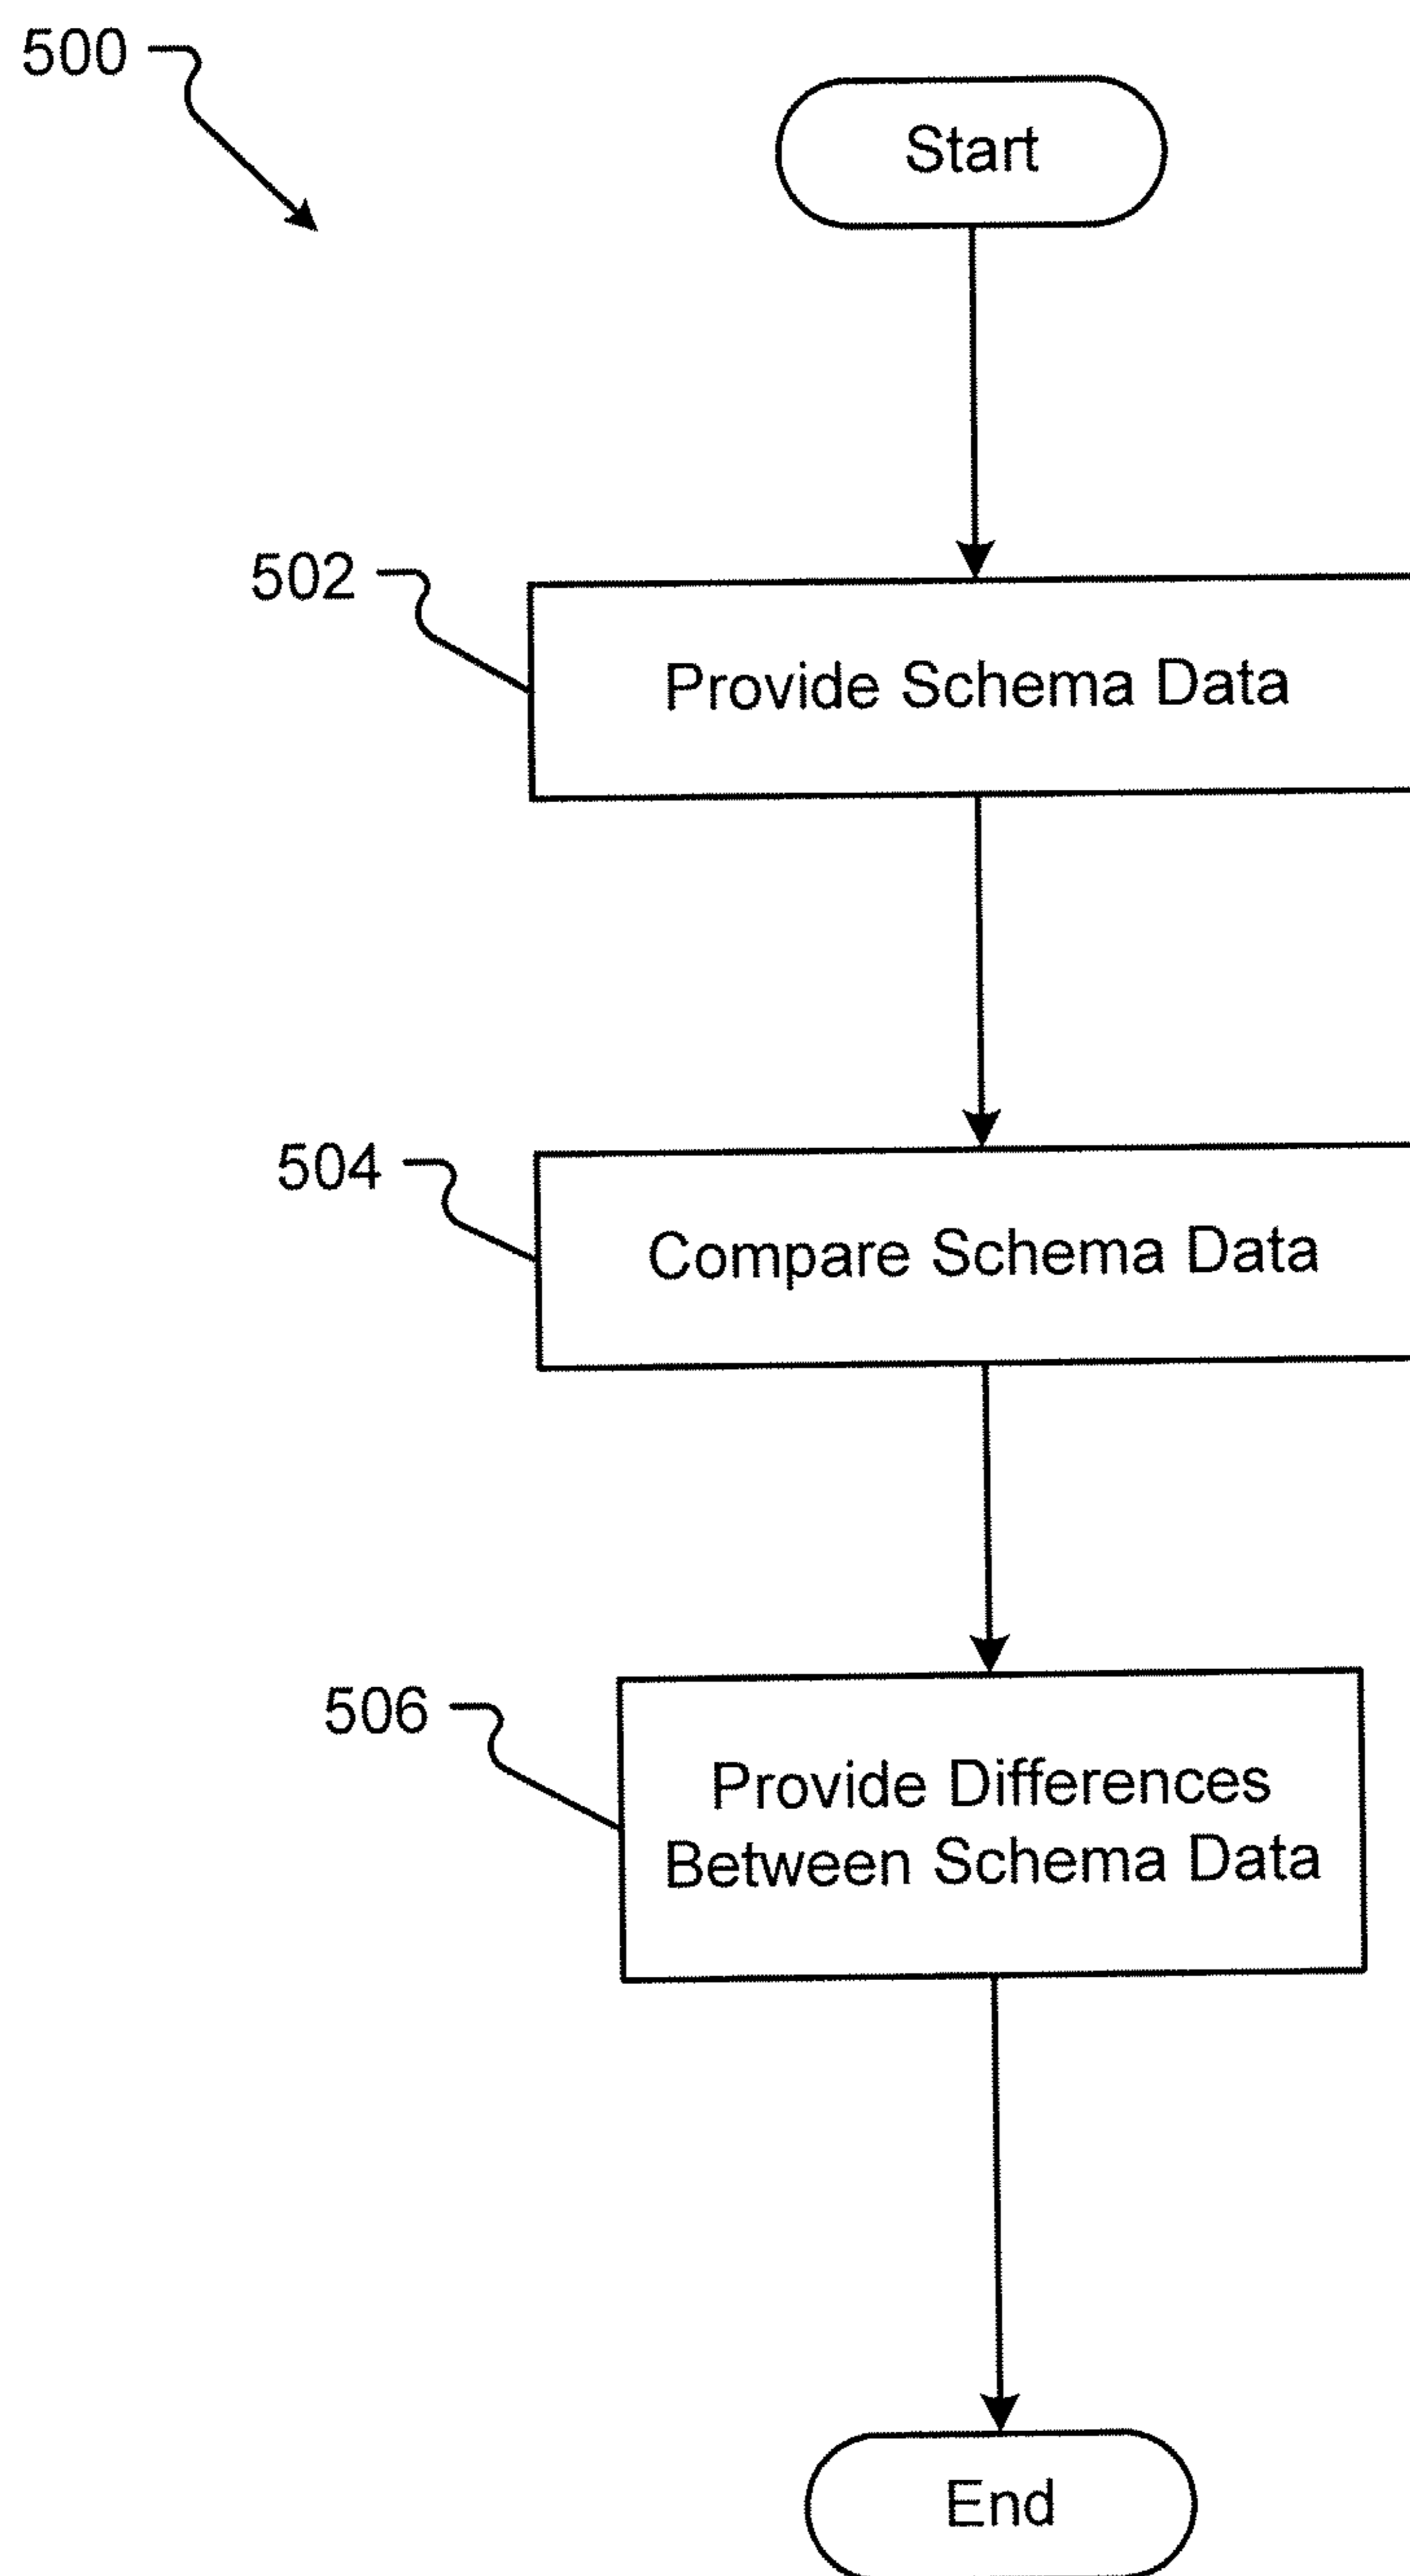 500
Start
502
Provide Schema Data
504
Compare Schema Data
506
Provide Differences
Between Schema Data
End